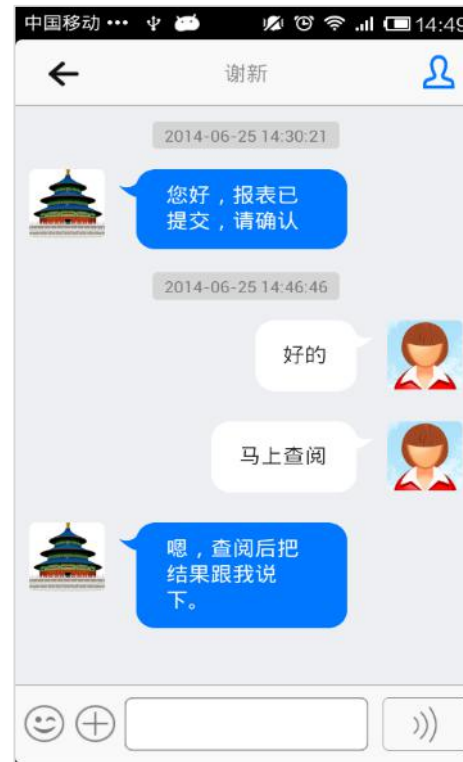 中国移动 ••• 14:49
谢新
2014-06-25 14:30:21
您好，报表已
提交，请确认
2014-06-25 14:46:46
好的
马上查阅
嗯，查阅后把
结果跟我说
下。